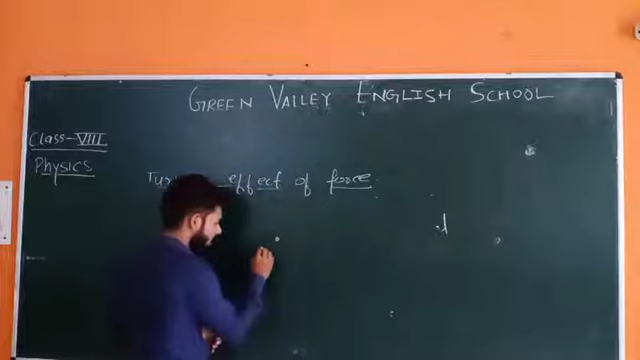 GREEN VALLEY ENGLISH SCHOOL
Class-VIII
Physics
effect of force